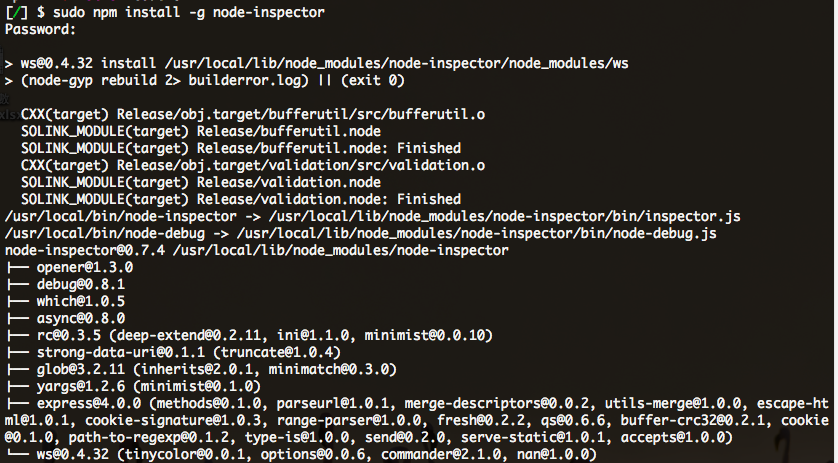 [/] $ sudo npm install -g node-inspector
Password:
> ws@0.4.32 install /usr/local/lib/node_modules/node-inspector/node_modules/ws
> (node-gyp rebuild 2> builderror.log) || (exit 0)
CXX(target) Release/obj.target/bufferutil/src/bufferutil.o
SOLINK_MODULE(target) Release/bufferutil.node
SOLINK_MODULE(target) Release/bufferutil.node: Finished
CXX(target) Release/obj.target/validation/src/validation.o
SOLINK_MODULE(target) Release/validation.node
SOLINK_MODULE(target) Release/validation.node: Finished
/usr/local/bin/node-inspector -> /usr/local/lib/node_modules/node-inspector/bin/inspector.js
/usr/local/bin/node-debug -> /usr/local/lib/node_modules/node-inspector/bin/node-debug.js
node-inspector@0.7.4 /usr/local/lib/node_modules/node-inspector
├── opener@1.3.0
├── debug@0.8.1
├── which@1.0.5
├── async@0.8.0
├── rc@0.3.5 (deep-extend@0.2.11, ini@1.1.0, minimist@0.0.10)
├── strong-data-uri@0.1.1 (truncate@1.0.4)
├── glob@3.2.11 (inherits@2.0.1, minimatch@0.3.0)
├── yargs@1.2.6 (minimist@0.1.0)
├── express@4.0.0 (methods@0.1.0, parseurl@1.0.1, merge-descriptors@0.0.2, utils-merge@1.0.0, escape-ht
ml@1.0.1, cookie-signature@1.0.3, range-parser@1.0.0, fresh@0.2.2, qs@0.6.6, buffer-crc32@0.2.1, cookie
@0.1.0, path-to-regexp@0.1.2, type-is@1.0.0, send@0.2.0, serve-static@1.0.1, accepts@1.0.0)
└── ws@0.4.32 (tinycolor@0.0.1, options@0.0.6, commander@2.1.0, nan@1.0.0)